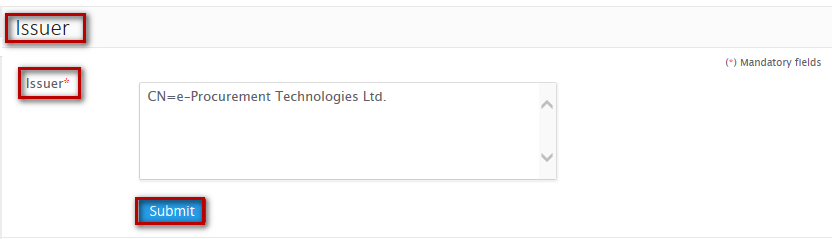 Issuer
(*) Mandatory fields
Issuer*
CN=e-Procurement Technologies Ltd.
Submit